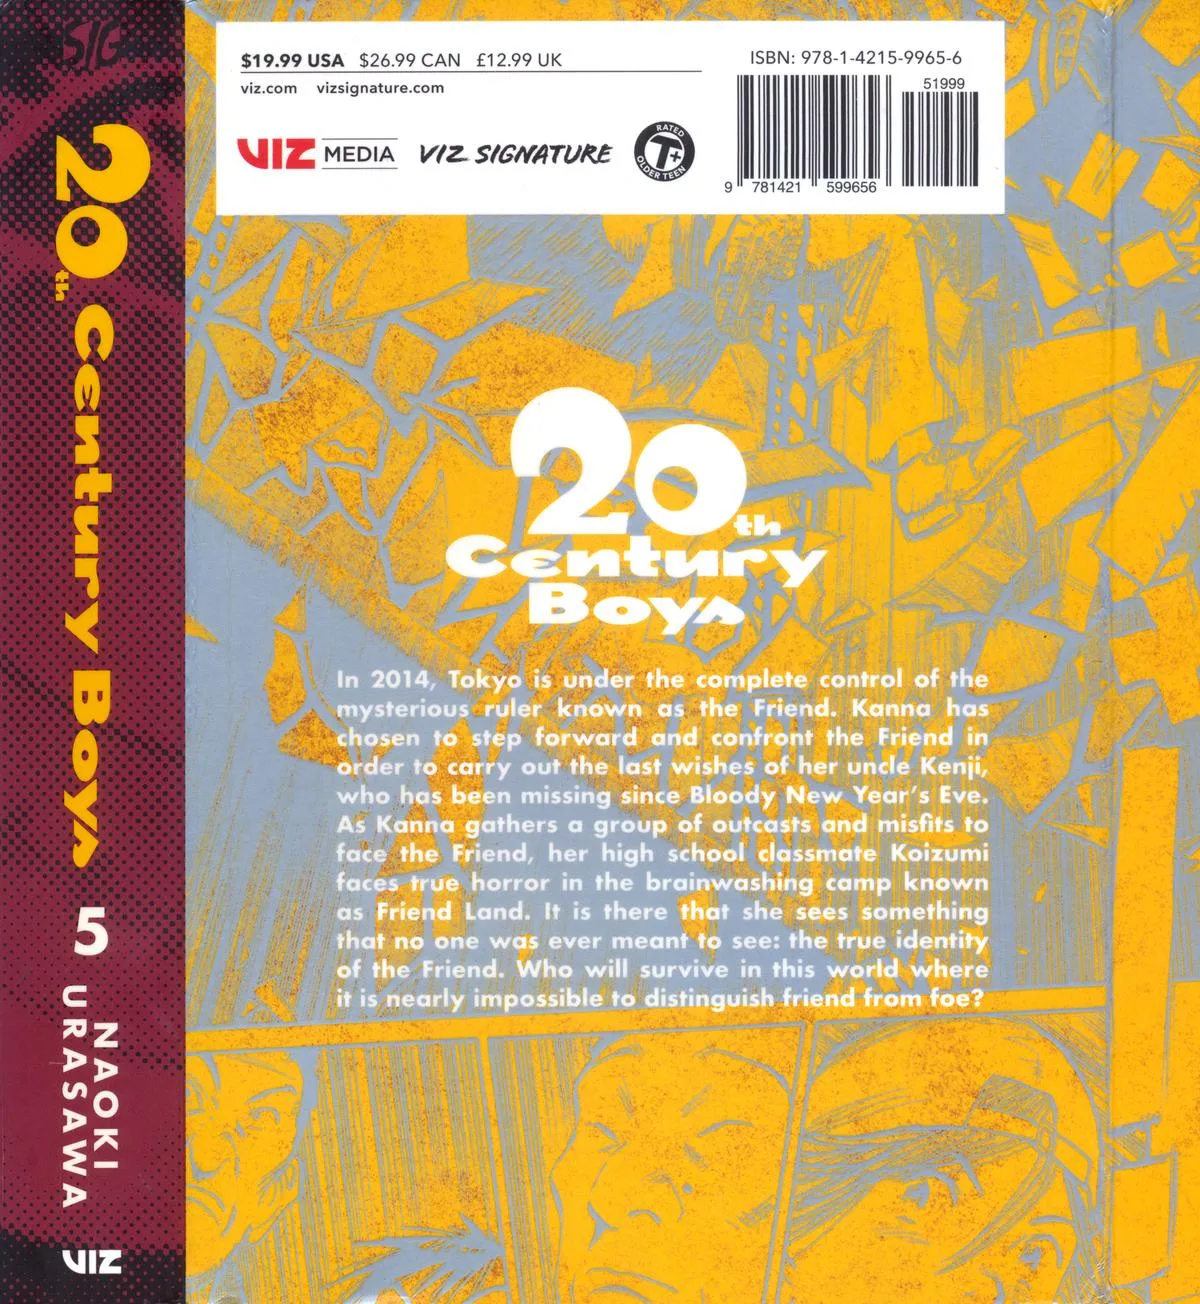 SIG
20th Century Boys
5
NAOKI
URASAWA
VIZ
$19.99 USA $26.99 CAN £12.99 UK
viz.com vizsignature.com
VIZ MEDIA
VIZ SIGNATURE
RATED
T+
OLDER TEEN
ISBN: 978-1-4215-9965-6
51999
9 781421 599656
20th
Century
Boys
In 2014, Tokyo is under the complete control of the
mysterious ruler known as the Friend. Kanna has
chosen to step forward and confront the Friend in
order to carry out the last wishes of her uncle Kenji,
who has been missing since Bloody New Year's Eve.
As Kanna gathers a group of outcasts and misfits to
face the Friend, her high school classmate Koizumi
faces true horror in the brainwashing camp known
as Friend Land. It is there that she sees something
that no one was ever meant to see: the true identity
of the Friend. Who will survive in this world where
it is nearly impossible to distinguish friend from foe?